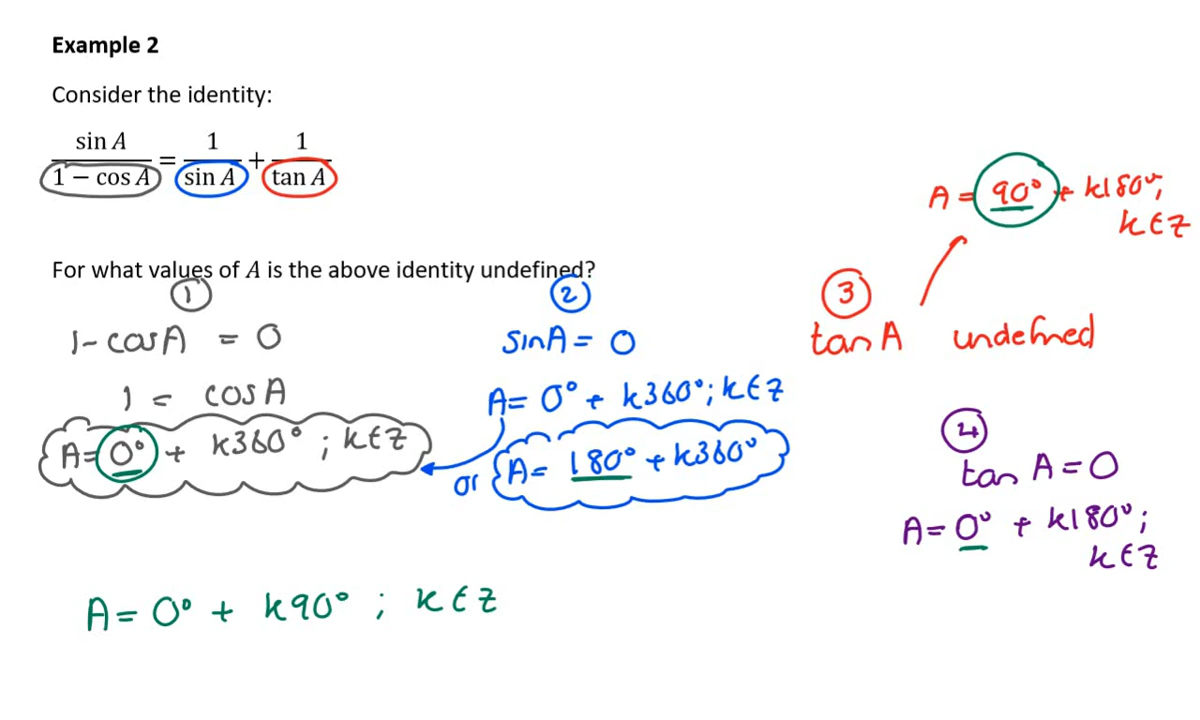 Example 2
Consider the identity:
sin A / 1 − cos A = 1 / sin A + 1 / tan A
For what values of A is the above identity undefined?
①
1 - cos A = 0
1 = cos A
A = 0° + k360° ; k∈Z
②
sin A = 0
A = 0° + k360° ; k∈Z
or A = 180° + k360°
③
tan A undefined
A = 90° + k180°;
k∈Z
④
tan A = 0
A = 0° + k180° ;
k∈Z
A = 0° + k90° ; k∈Z